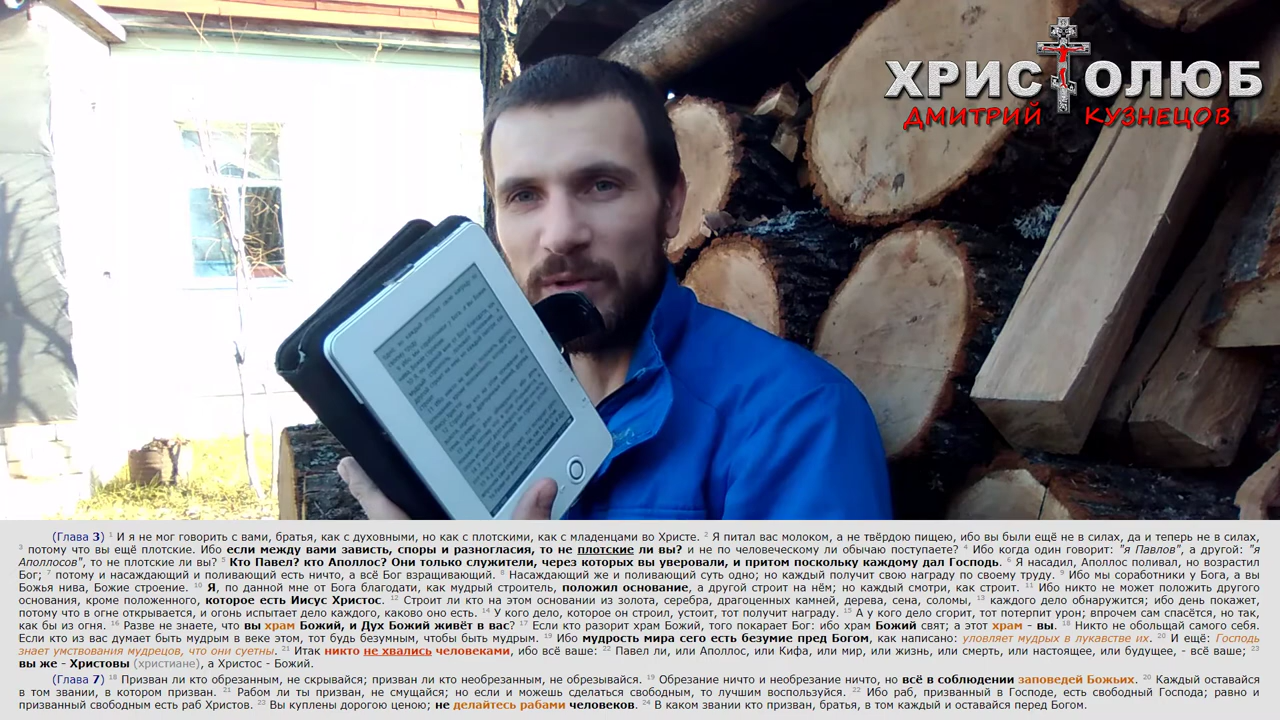 ХРИСТОЛЮБ
ДМИТРИЙ КУЗНЕЦОВ
(Глава 3) 1 И я не мог говорить с вами, братья, как с духовными, но как с плотскими, как с младенцами во Христе. 2 Я питал вас молоком, а не твёрдою пищею, ибо вы были ещё не в силах, да и теперь не в силах,
3 потому что вы ещё плотские. Ибо если между вами зависть, споры и разногласия, то не плотские ли вы? и не по человеческому ли обычаю поступаете? 4 Ибо когда один говорит: "я Павлов", а другой: "я
Аполлосов", то не плотские ли вы? 5 Кто Павел? кто Аполлос? Они только служители, через которых вы уверовали, и притом поскольку каждому дал Господь. 6 Я насадил, Аполлос поливал, но возрастил
Бог; 7 потому и насаждающий и поливающий есть ничто, а всё Бог взращивающий. 8 Насаждающий же и поливающий суть одно; но каждый получит свою награду по своему труду. 9 Ибо мы соработники у Бога, а вы
Божья нива, Божие строение. 10 Я, по данной мне от Бога благодати, как мудрый строитель, положил основание, а другой строит на нём; но каждый смотри, как строит. 11 Ибо никто не может положить другого
основания, кроме положенного, которое есть Иисус Христос. 12 Строит ли кто на этом основании из золота, серебра, драгоценных камней, дерева, сена, соломы, 13 каждого дело обнаружится; ибо день покажет,
потому что в огне открывается, и огонь испытает дело каждого, каково оно есть. 14 У кого дело, которое он строил, устоит, тот получит награду. 15 А у кого дело сгорит, тот потерпит урон; впрочем сам спасётся, но так,
как бы из огня. 16 Разве не знаете, что вы храм Божий, и Дух Божий живёт в вас? 17 Если кто разорит храм Божий, того покарает Бог: ибо храм Божий свят; а этот храм - вы. 18 Никто не обольщай самого себя.
Если кто из вас думает быть мудрым в веке этом, тот будь безумным, чтобы быть мудрым. 19 Ибо мудрость мира сего есть безумие пред Богом, как написано: уловляет мудрых в лукавстве их. 20 И ещё: Господь
знает умствования мудрецов, что они суетны. 21 Итак никто не хвались человеками, ибо всё ваше: 22 Павел ли, или Аполлос, или Кифа, или мир, или жизнь, или смерть, или настоящее, или будущее, - всё ваше; 23
вы же - Христовы (христиане), а Христос - Божий.
(Глава 7) 18 Призван ли кто обрезанным, не скрывайся; призван ли кто необрезанным, не обрезывайся. 19 Обрезание ничто и необрезание ничто, но всё в соблюдении заповедей Божьих. 20 Каждый оставайся
в том звании, в котором призван. 21 Рабом ли ты призван, не смущайся; но если и можешь сделаться свободным, то лучшим воспользуйся. 22 Ибо раб, призванный в Господе, есть свободный Господа; равно и
призванный свободным есть раб Христов. 23 Вы куплены дорогою ценою; не делайтесь рабами человеков. 24 В каком звании кто призван, братья, в том каждый и оставайся перед Богом.